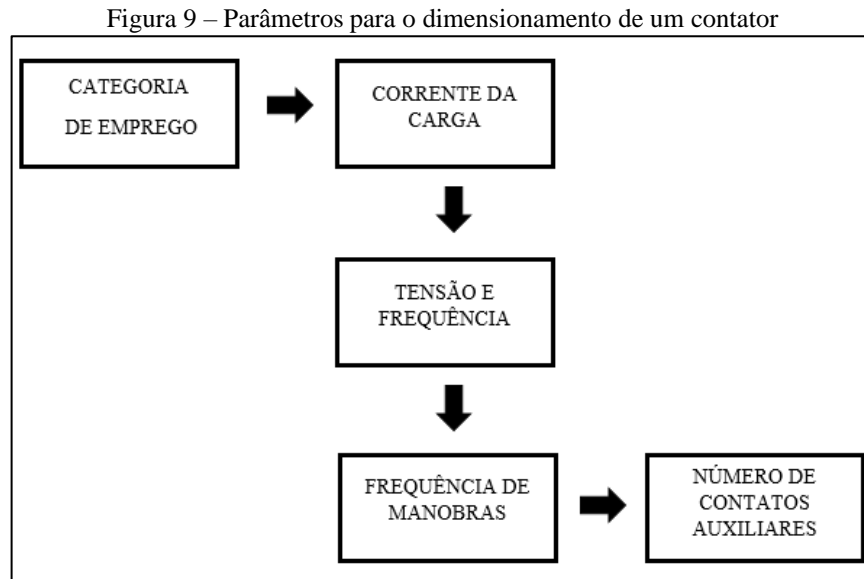 Figura 9 – Parâmetros para o dimensionamento de um contator
CATEGORIA
DE EMPREGO
CORRENTE DA
CARGA
TENSÃO E
FREQUÊNCIA
FREQUÊNCIA DE
MANOBRAS
NÚMERO DE
CONTATOS
AUXILIARES